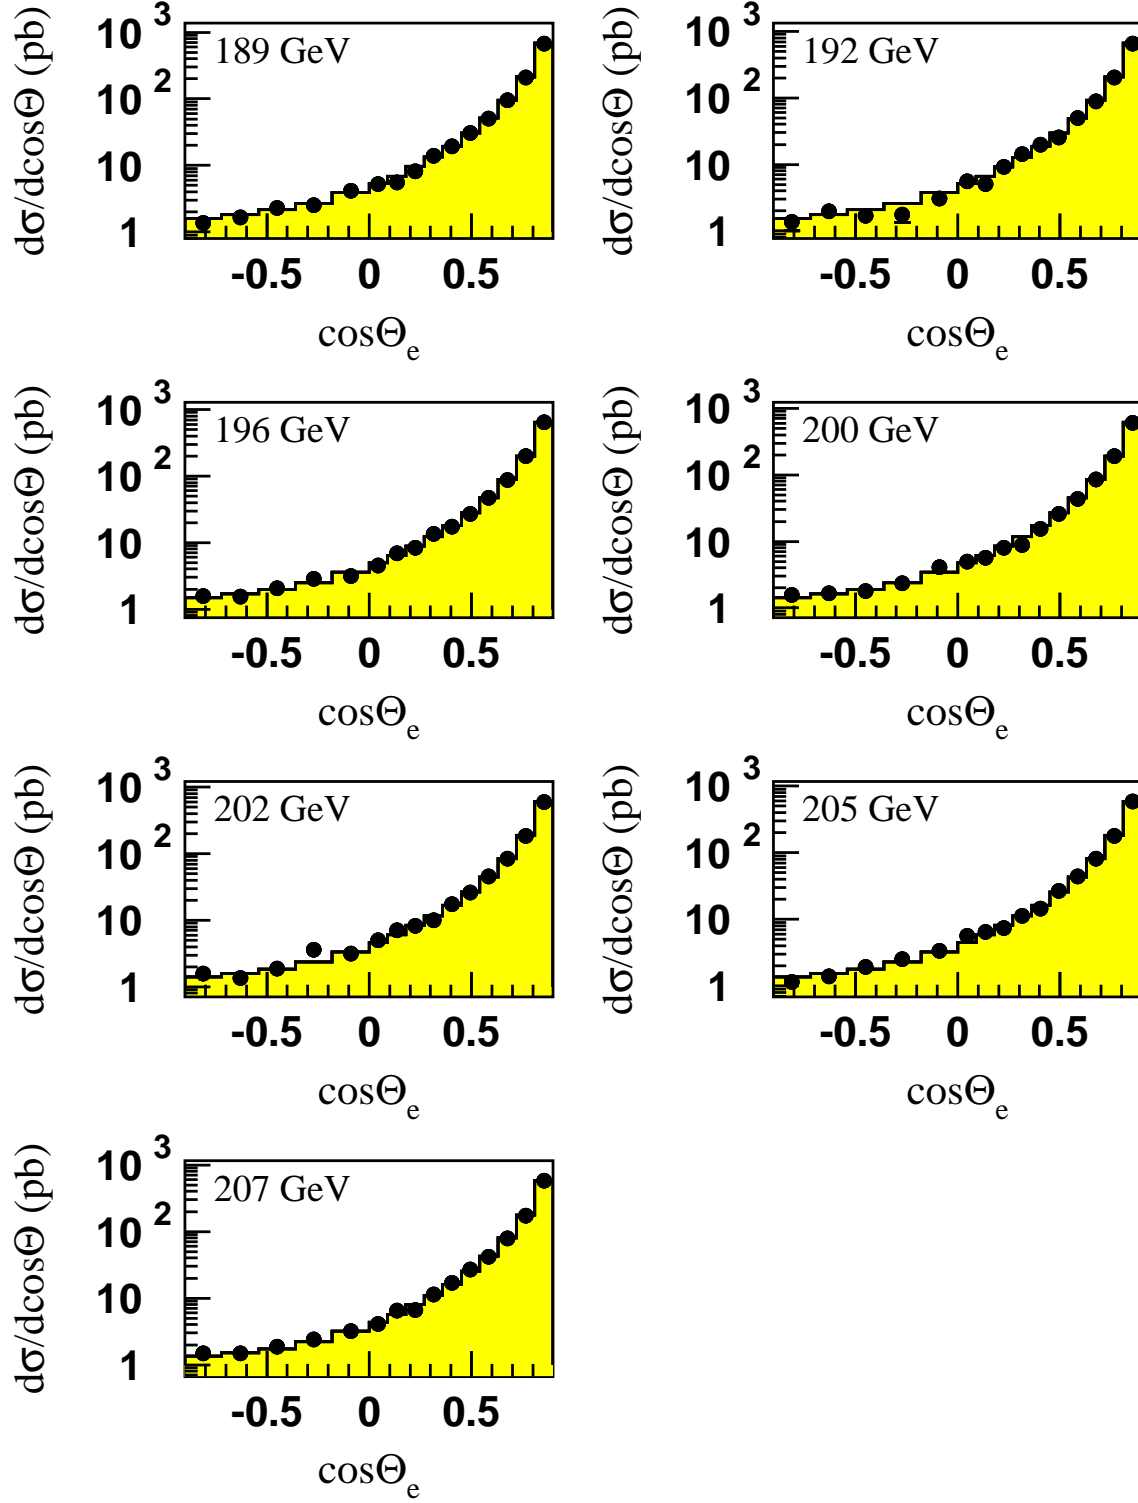 dσ/dcosΘ (pb)
10³
10²
10
1
189 GeV
-0.5 0 0.5
cosΘₑ
dσ/dcosΘ (pb)
10³
10²
10
1
192 GeV
-0.5 0 0.5
cosΘₑ
dσ/dcosΘ (pb)
10³
10²
10
1
196 GeV
-0.5 0 0.5
cosΘₑ
dσ/dcosΘ (pb)
10³
10²
10
1
200 GeV
-0.5 0 0.5
cosΘₑ
dσ/dcosΘ (pb)
10³
10²
10
1
202 GeV
-0.5 0 0.5
cosΘₑ
dσ/dcosΘ (pb)
10³
10²
10
1
205 GeV
-0.5 0 0.5
cosΘₑ
dσ/dcosΘ (pb)
10³
10²
10
1
207 GeV
-0.5 0 0.5
cosΘₑ